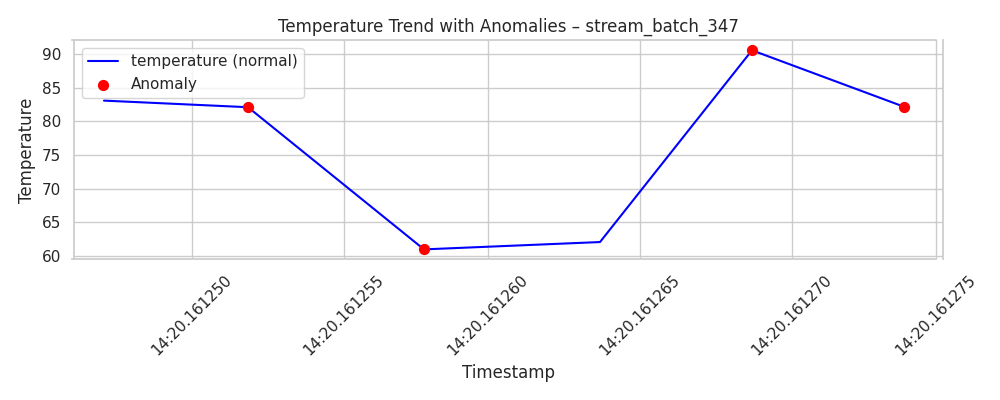 Temperature Trend with Anomalies – stream_batch_347
temperature (normal)
Anomaly
Temperature
90
85
80
75
70
65
60
14:20.161250
14:20.161255
14:20.161260
14:20.161265
14:20.161270
14:20.161275
Timestamp